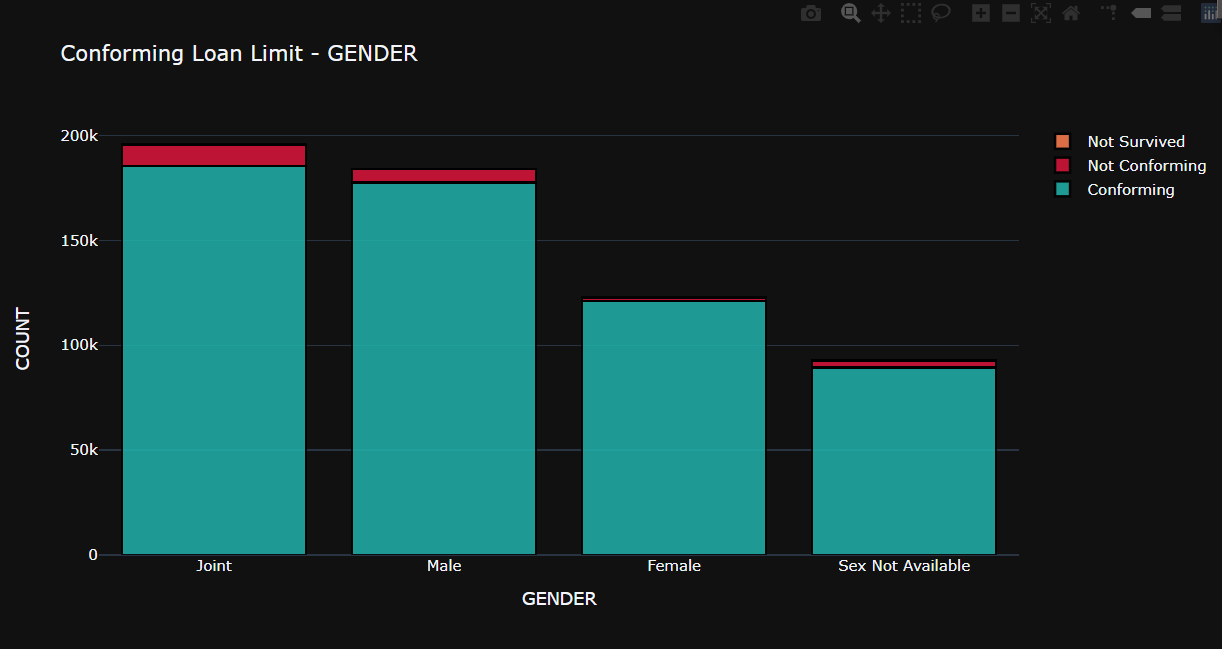 Conforming Loan Limit - GENDER
200k
150k
100k
50k
0
COUNT
Joint
Male
Female
Sex Not Available
GENDER
Not Survived
Not Conforming
Conforming